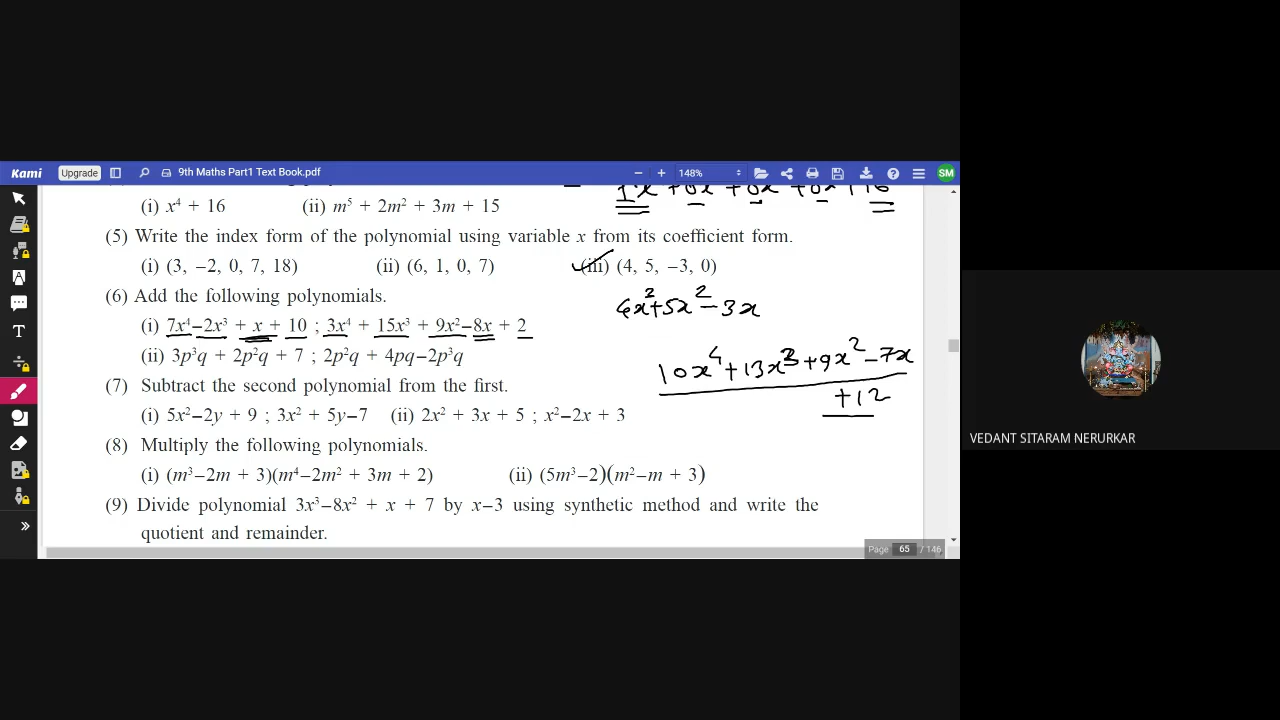 Kami Upgrade 9th Maths Part1 Text Book.pdf − + 148% SM
1x +0x +0x +0x +16
(i) x⁴ + 16 (ii) m⁵ + 2m² + 3m + 15
(5) Write the index form of the polynomial using variable x from its coefficient form.
(i) (3, −2, 0, 7, 18) (ii) (6, 1, 0, 7) (iii) (4, 5, −3, 0)
(6) Add the following polynomials.
4x³+5x²−3x
(i) 7x⁴−2x³ + x + 10 ; 3x⁴ + 15x³ + 9x²−8x + 2
(ii) 3p³q + 2p²q + 7 ; 2p²q + 4pq−2p³q
10x⁴+13x³+9x²−7x
+12
(7) Subtract the second polynomial from the first.
(i) 5x²−2y + 9 ; 3x² + 5y−7 (ii) 2x² + 3x + 5 ; x²−2x + 3
(8) Multiply the following polynomials.
(i) (m³−2m + 3)(m⁴−2m² + 3m + 2) (ii) (5m³−2)(m²−m + 3)
(9) Divide polynomial 3x³−8x² + x + 7 by x−3 using synthetic method and write the
quotient and remainder.
Page 65 / 146
VEDANT SITARAM NERURKAR